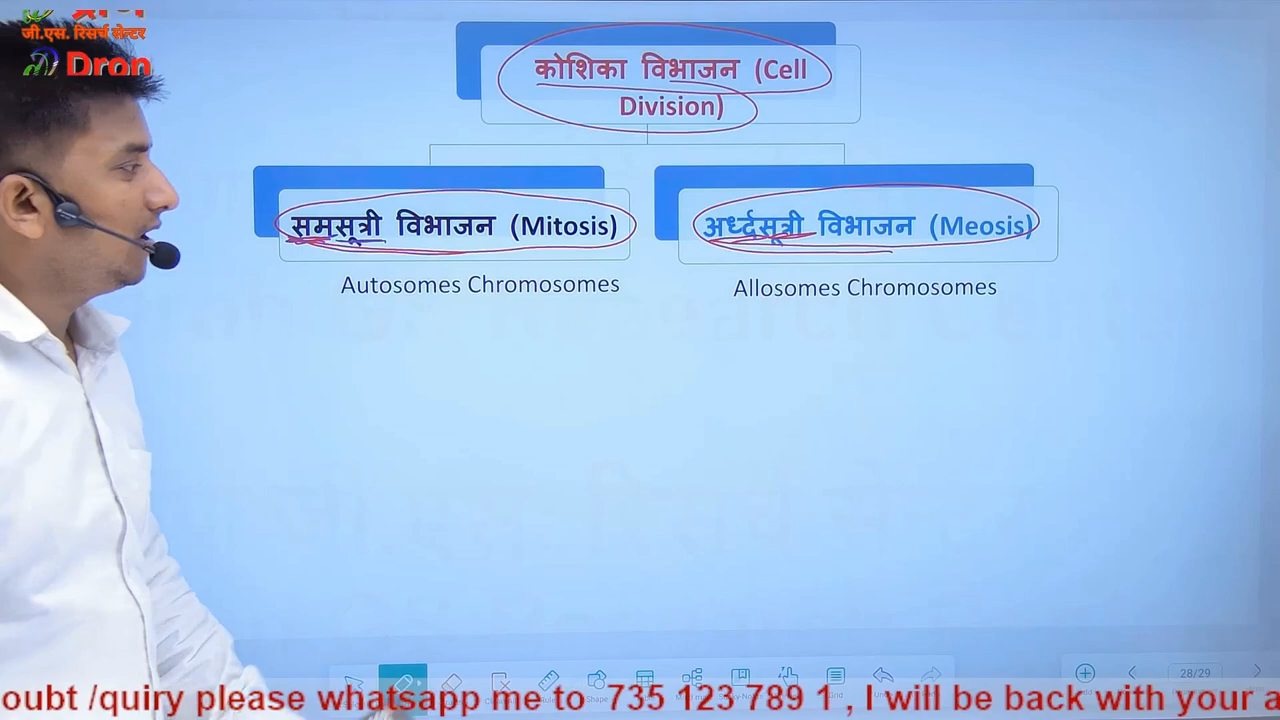 जी.एस. रिसर्च सेन्टर
Dron
कोशिका विभाजन (Cell
Division)
समसूत्री विभाजन (Mitosis)
अर्ध्दसूत्री विभाजन (Meosis)
Autosomes Chromosomes
Allosomes Chromosomes
28/29
oubt /quiry please whatsapp me to 735 123 789 1 , I will be back with your a